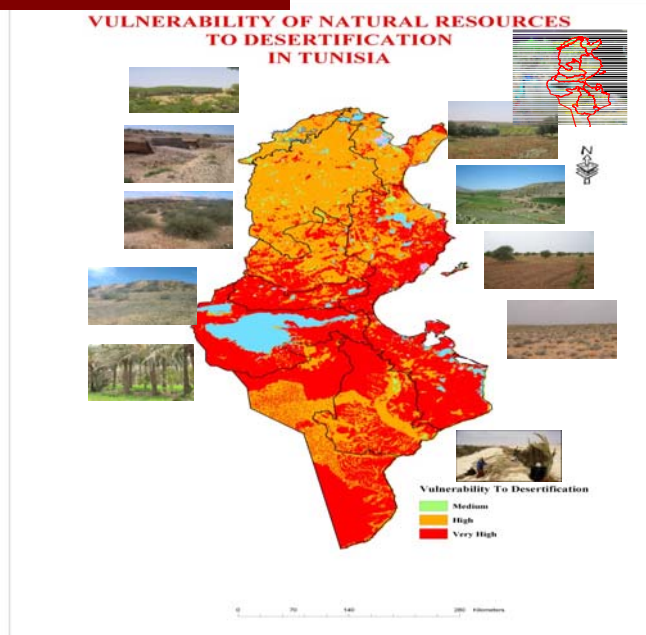 VULNERABILITY OF NATURAL RESOURCES
TO DESERTIFICATION
IN TUNISIA
N
Vulnerability To Desertification
Medium
High
Very High
0 70 140 280 Kilometers